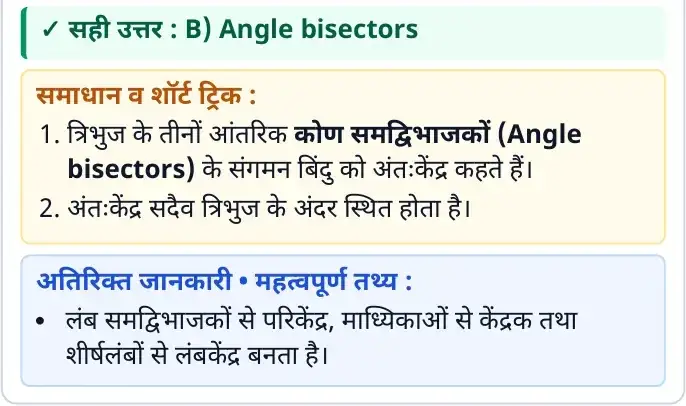 ✓ सही उत्तर : B) Angle bisectors
समाधान व शॉर्ट ट्रिक :
1. त्रिभुज के तीनों आंतरिक कोण समद्विभाजकों (Angle
bisectors) के संगमन बिंदु को अंतःकेंद्र कहते हैं।
2. अंतःकेंद्र सदैव त्रिभुज के अंदर स्थित होता है।
अतिरिक्त जानकारी • महत्वपूर्ण तथ्य :
• लंब समद्विभाजकों से परिकेंद्र, माध्यिकाओं से केंद्रक तथा
शीर्षलंबों से लंबकेंद्र बनता है।